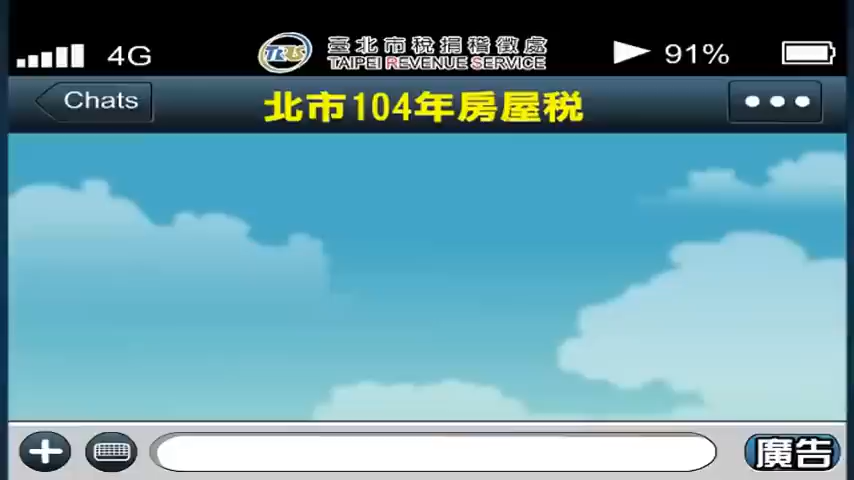 4G
TRS
臺北市稅捐稽徵處
TAIPEI REVENUE SERVICE
91%
Chats
北市104年房屋稅
廣告